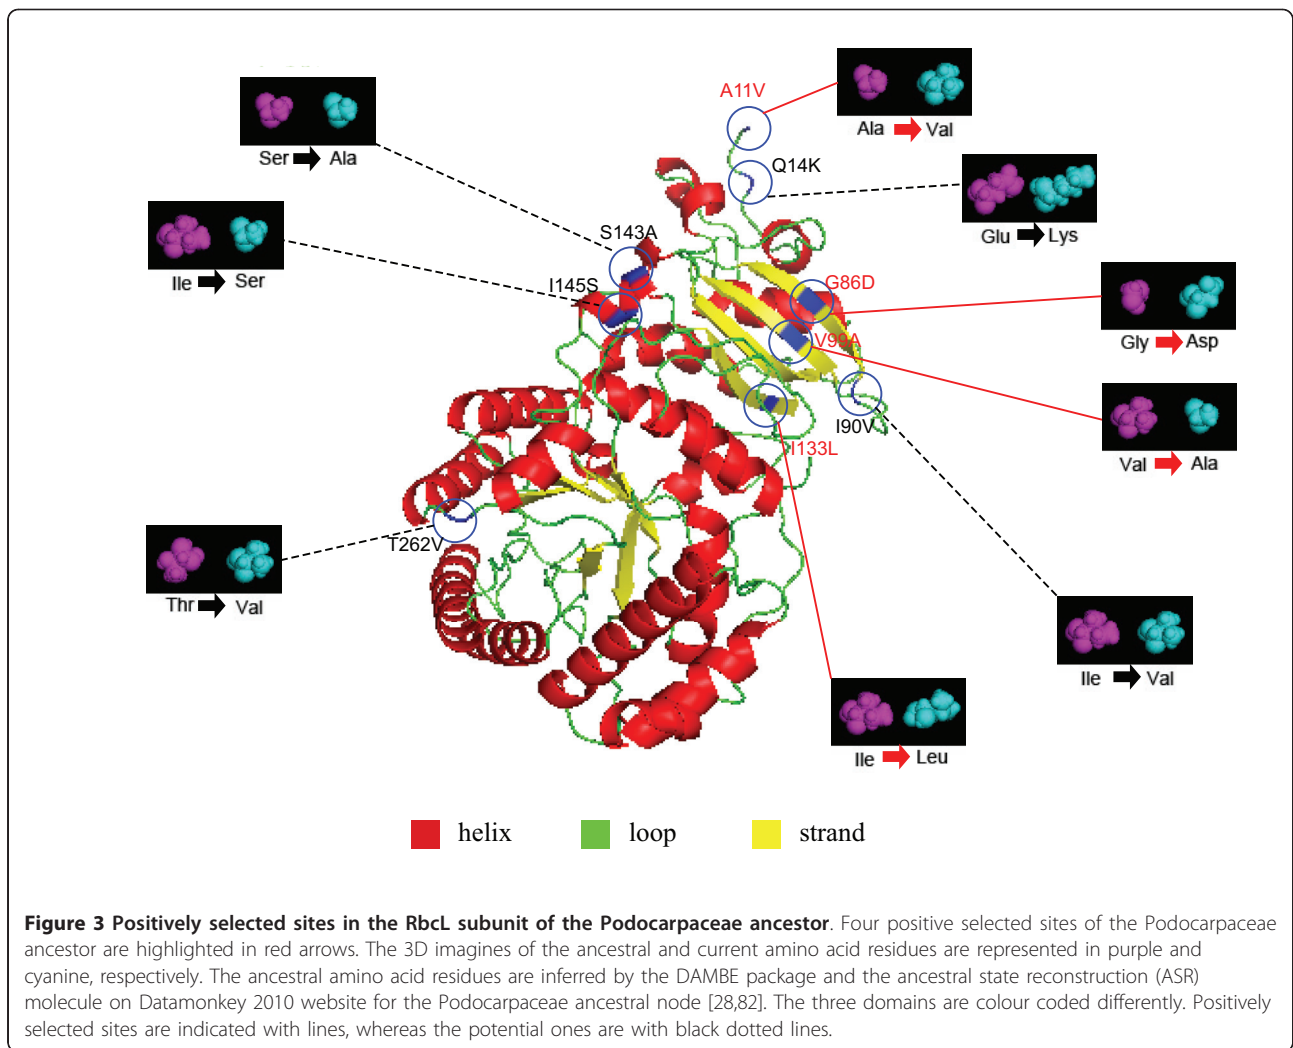 A11V
Ala Val
Ser Ala
Q14K
Glu Lys
S143A
Ile Ser
I145S
G86D
Gly Asp
V99A
I90V
Val Ala
I133L
T262V
Thr Val
Ile Val
Ile Leu
helix loop strand
Figure 3 Positively selected sites in the RbcL subunit of the Podocarpaceae ancestor. Four positive selected sites of the Podocarpaceae
ancestor are highlighted in red arrows. The 3D imagines of the ancestral and current amino acid residues are represented in purple and
cyanine, respectively. The ancestral amino acid residues are inferred by the DAMBE package and the ancestral state reconstruction (ASR)
molecule on Datamonkey 2010 website for the Podocarpaceae ancestral node [28,82]. The three domains are colour coded differently. Positively
selected sites are indicated with lines, whereas the potential ones are with black dotted lines.